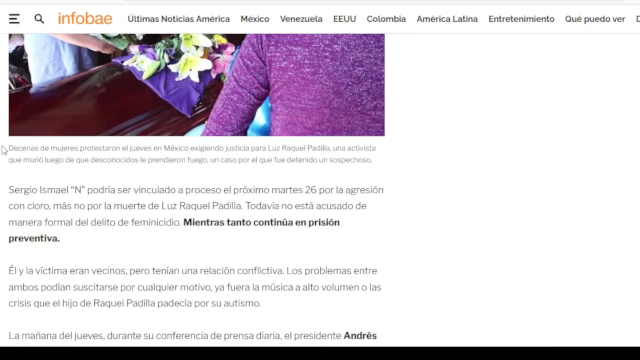 infobae Últimas Noticias América México Venezuela EEUU Colombia América Latina Entretenimiento Qué puedo ver
Decenas de mujeres protestaron el jueves en México exigiendo justicia para Luz Raquel Padilla, una activista
que murió luego de que desconocidos le prendieron fuego, un caso por el que fue detenido un sospechoso.
Sergio Ismael “N” podría ser vinculado a proceso el próximo martes 26 por la agresión
con cloro, más no por la muerte de Luz Raquel Padilla. Todavía no está acusado de
manera formal del delito de feminicidio. Mientras tanto continúa en prisión
preventiva.
Él y la víctima eran vecinos, pero tenían una relación conflictiva. Los problemas entre
ambos podían suscitarse por cualquier motivo, ya fuera la música a alto volumen o las
crisis que el hijo de Raquel Padilla padecía por su autismo.
La mañana del jueves, durante su conferencia de prensa diaria, el presidente Andrés